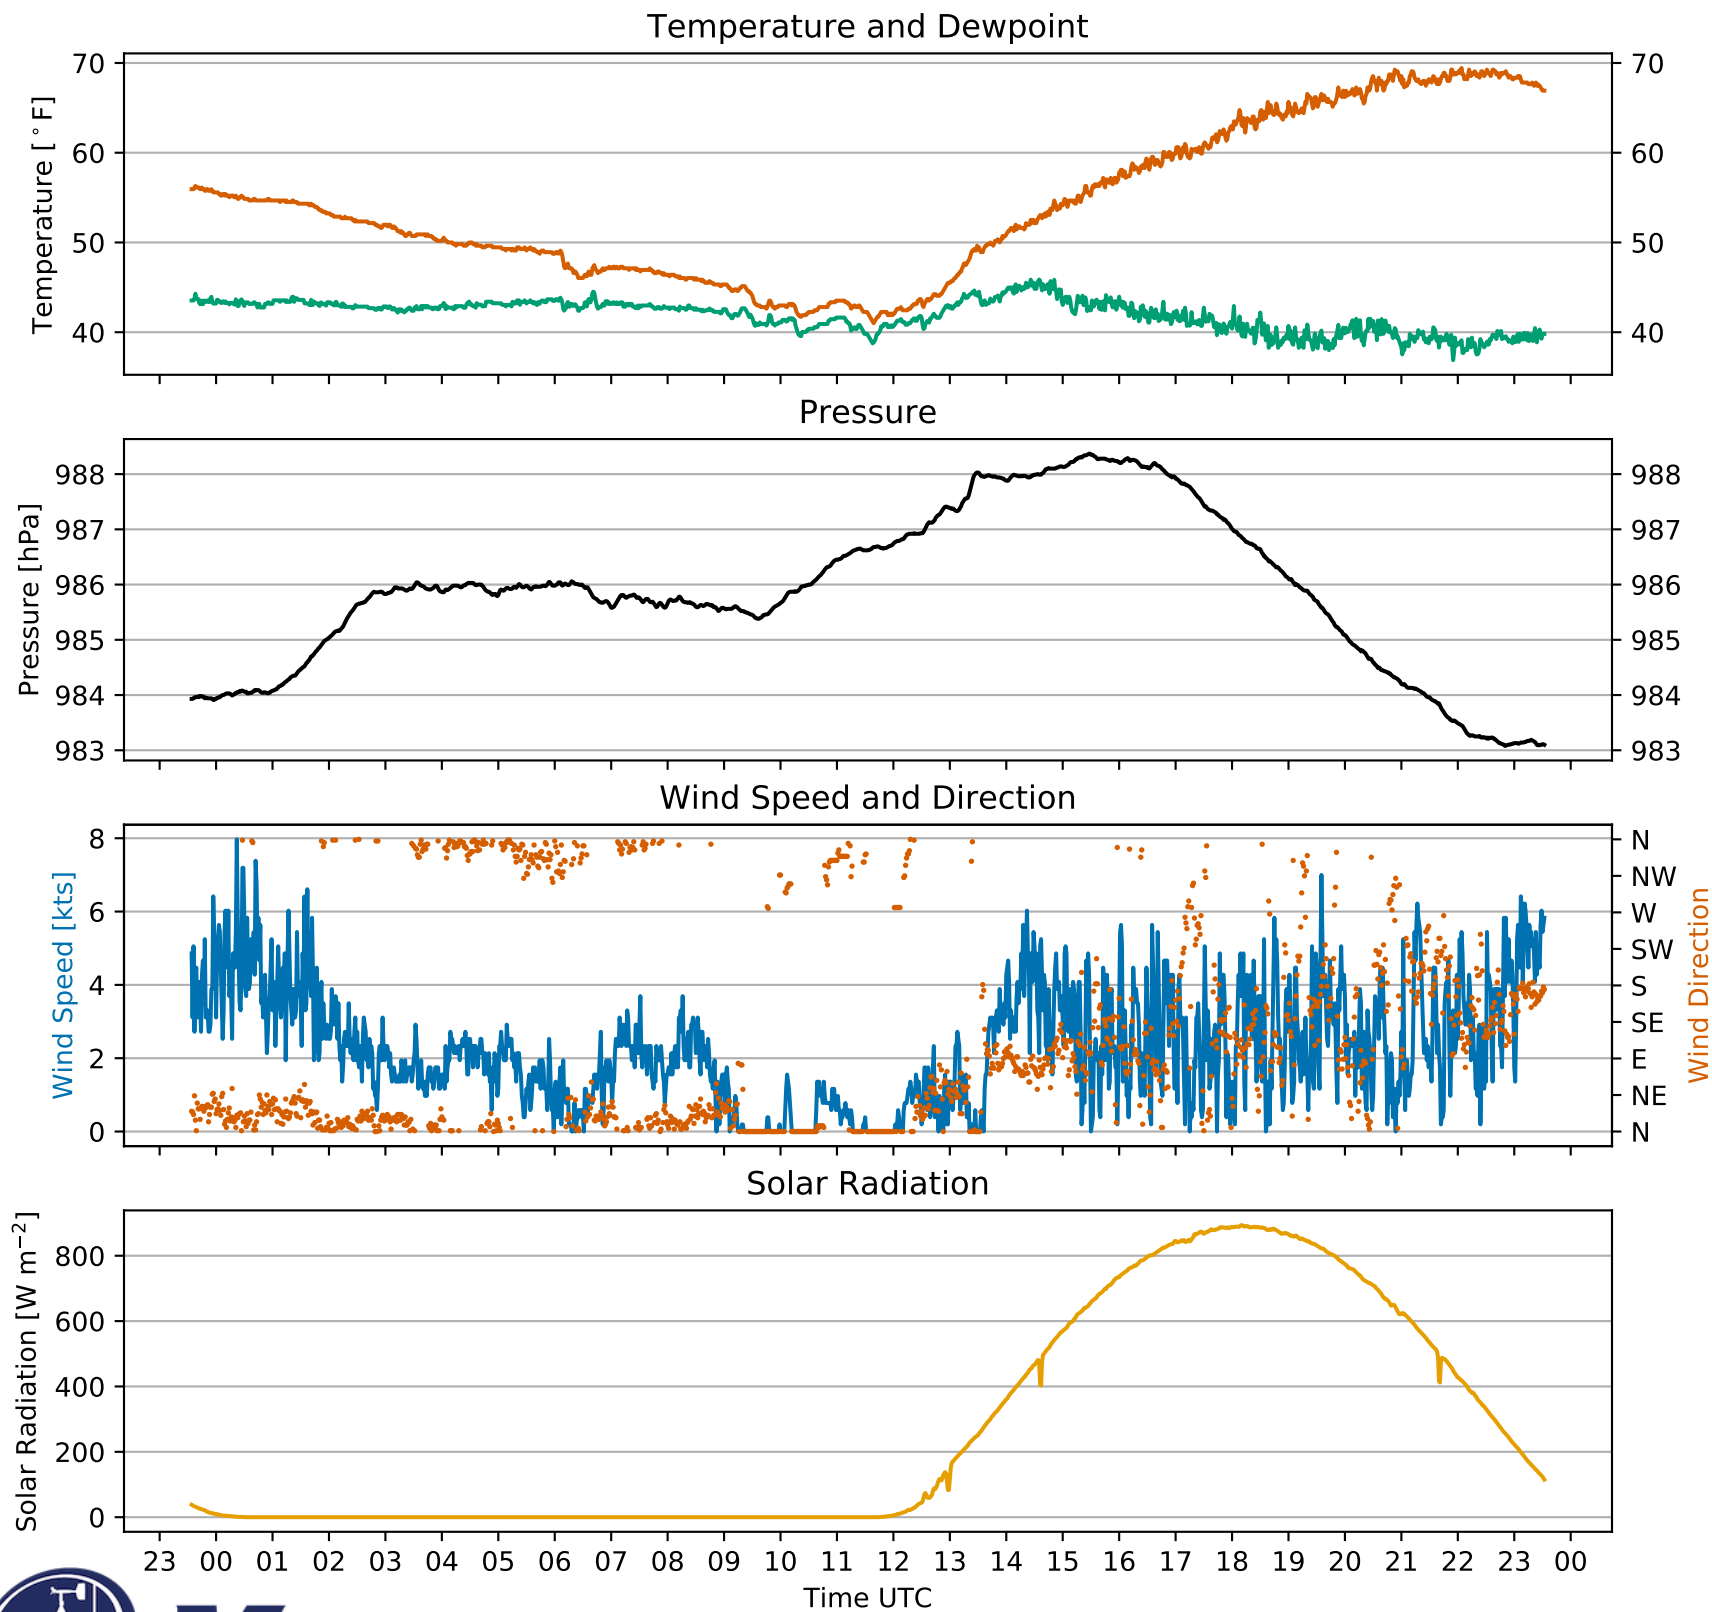 Temperature and Dewpoint
Temperature [°F]
70 70
60 60
50 50
40 40
Pressure
Pressure [hPa]
988 988
987 987
986 986
985 985
984 984
983 983
Wind Speed and Direction
Wind Speed [kts]
Wind Direction
8 N
NW
6 W
SW
4 S
SE
2 E
NE
0 N
Solar Radiation
Solar Radiation [W m⁻²]
800
600
400
200
0
23 00 01 02 03 04 05 06 07 08 09 10 11 12 13 14 15 16 17 18 19 20 21 22 23 00
Time UTC